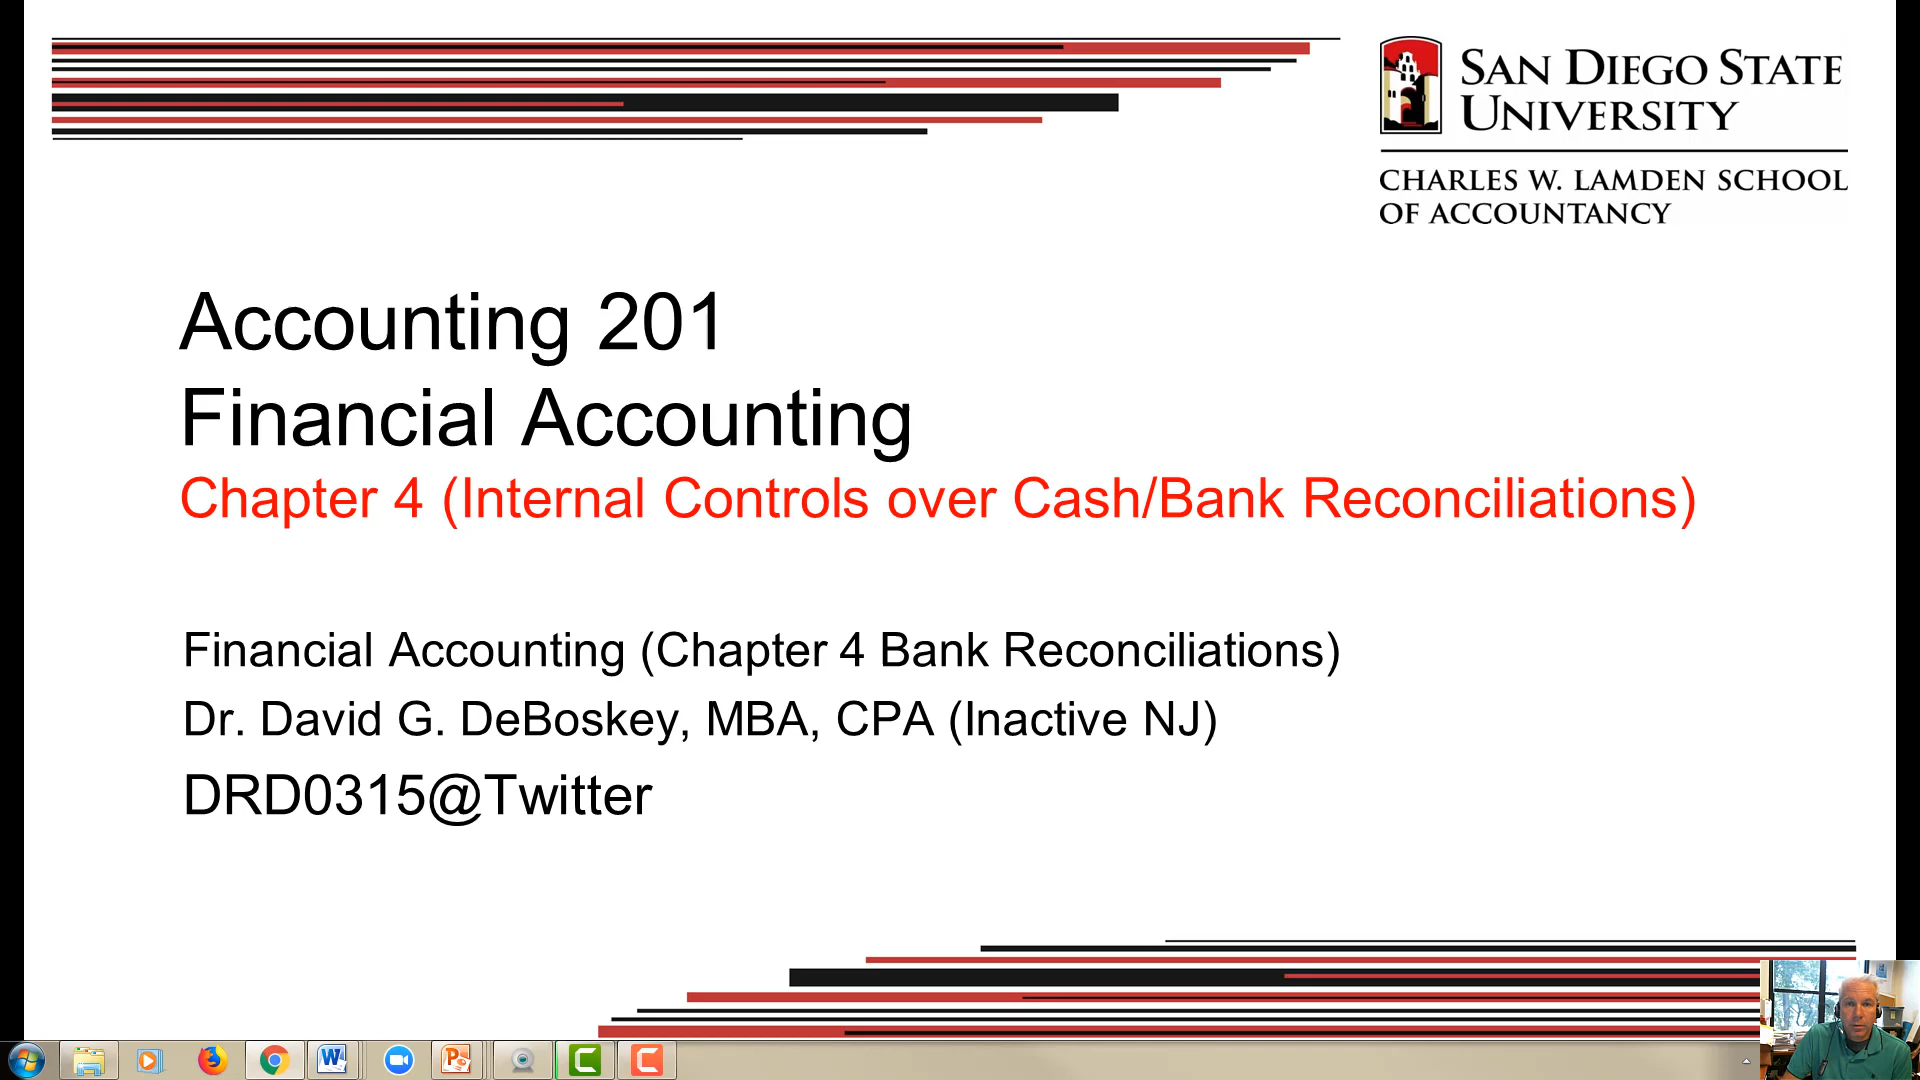 SAN DIEGO STATE
UNIVERSITY
CHARLES W. LAMDEN SCHOOL
OF ACCOUNTANCY
Accounting 201
Financial Accounting
Chapter 4 (Internal Controls over Cash/Bank Reconciliations)
Financial Accounting (Chapter 4 Bank Reconciliations)
Dr. David G. DeBoskey, MBA, CPA (Inactive NJ)
DRD0315@Twitter